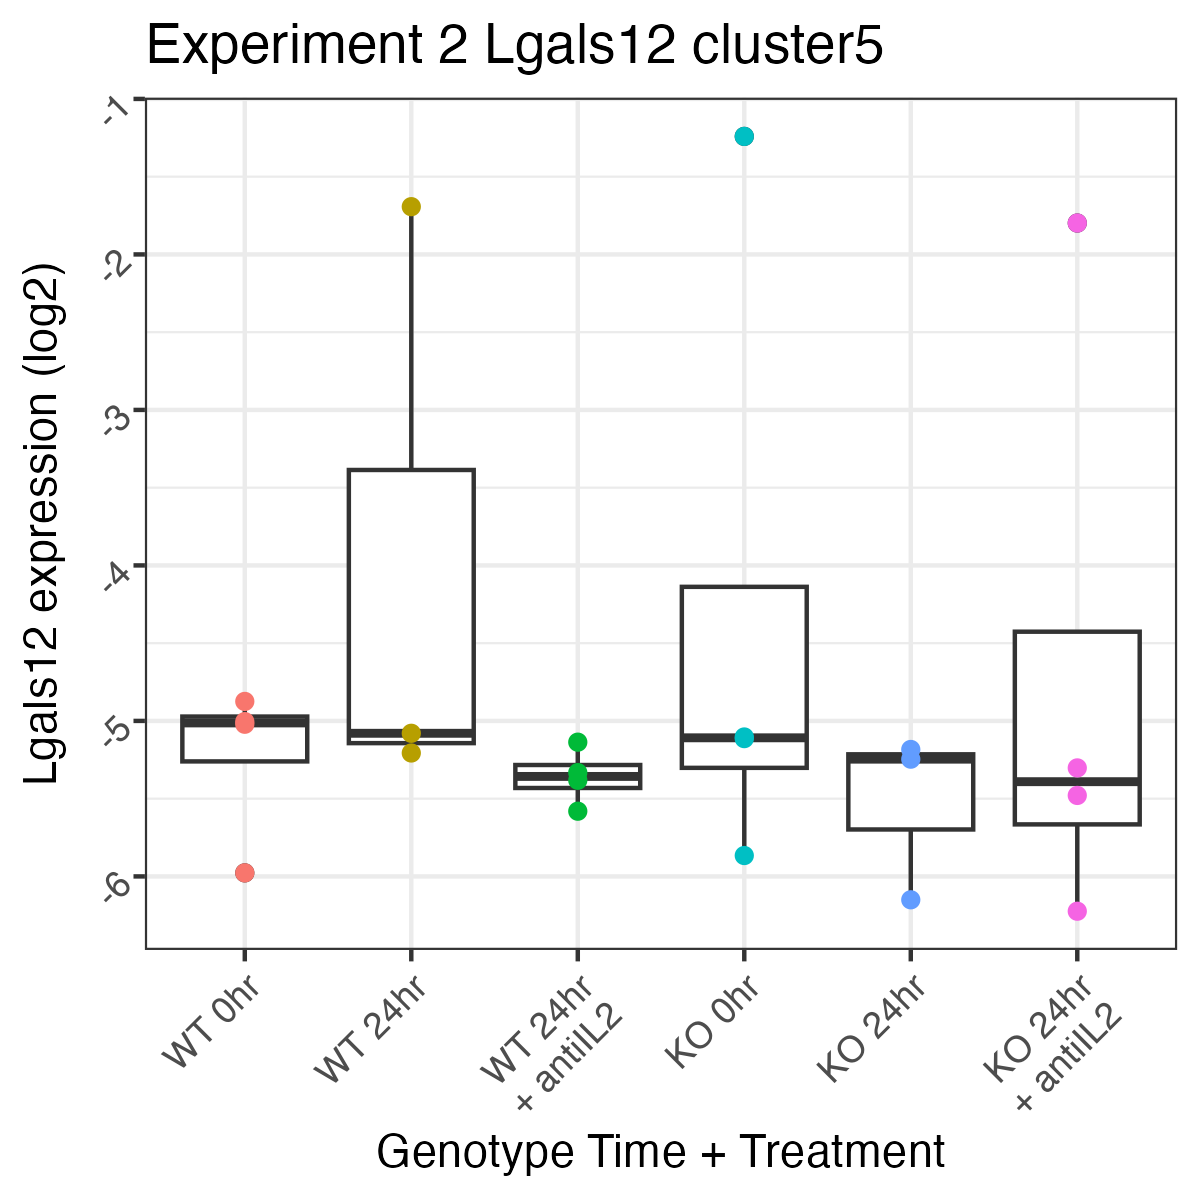 Experiment 2 Lgals12 cluster5
Lgals12 expression (log2)
-1
-2
-3
-4
-5
-6
WT 0hr
WT 24hr
WT 24hr
+ antiIL2
KO 0hr
KO 24hr
KO 24hr
+ antiIL2
Genotype Time + Treatment